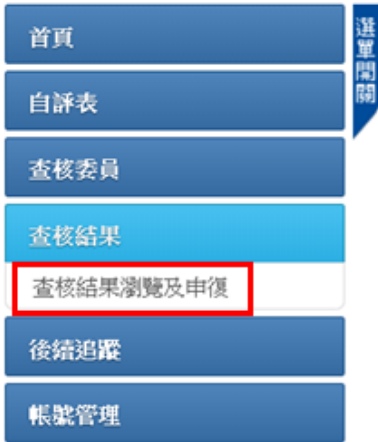 首頁
選單開關
自評表
查核委員
查核結果
查核結果瀏覽及申復
後續追蹤
帳號管理